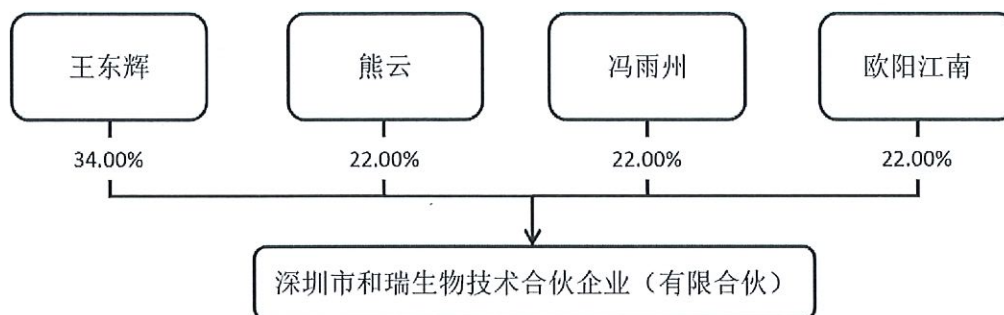 王东辉
熊云
冯雨州
欧阳江南
34.00%
22.00%
22.00%
22.00%
深圳市和瑞生物技术合伙企业（有限合伙）